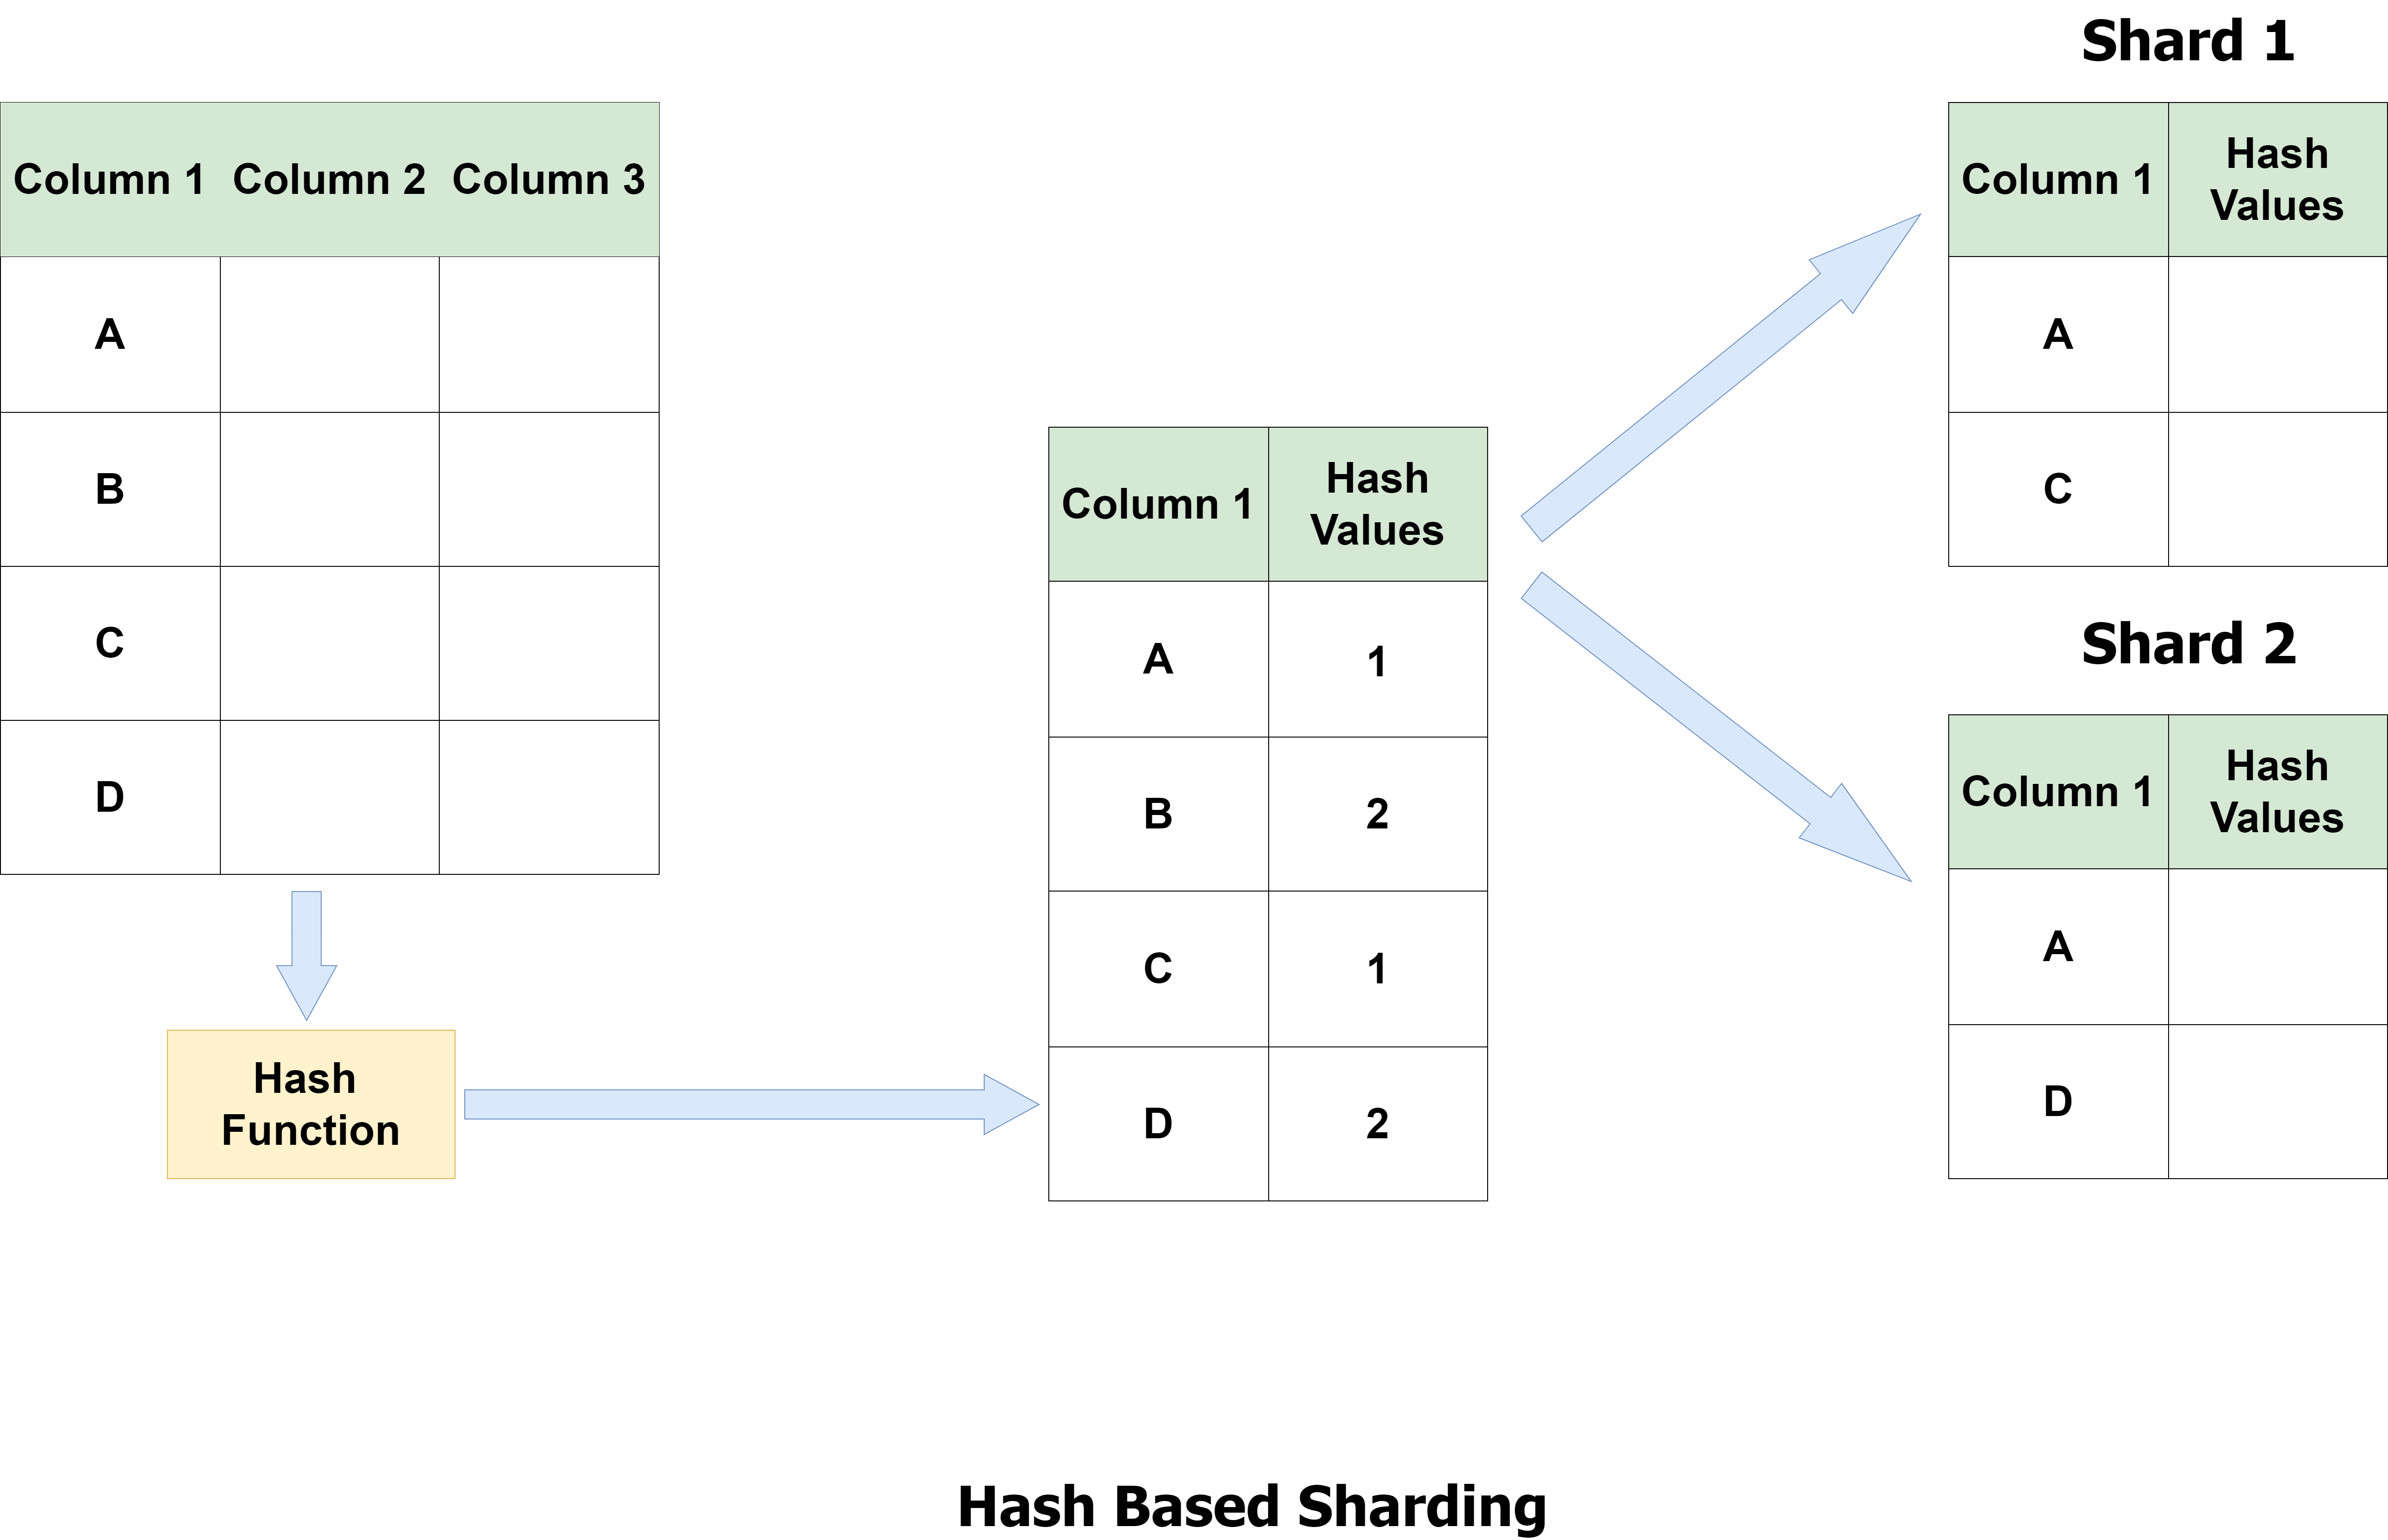 Column 1 Column 2 Column 3
A
B
C
D
Hash
Function
Column 1 Hash
Values
A 1
B 2
C 1
D 2
Shard 1
Column 1 Hash
Values
A
C
Shard 2
Column 1 Hash
Values
A
D
Hash Based Sharding